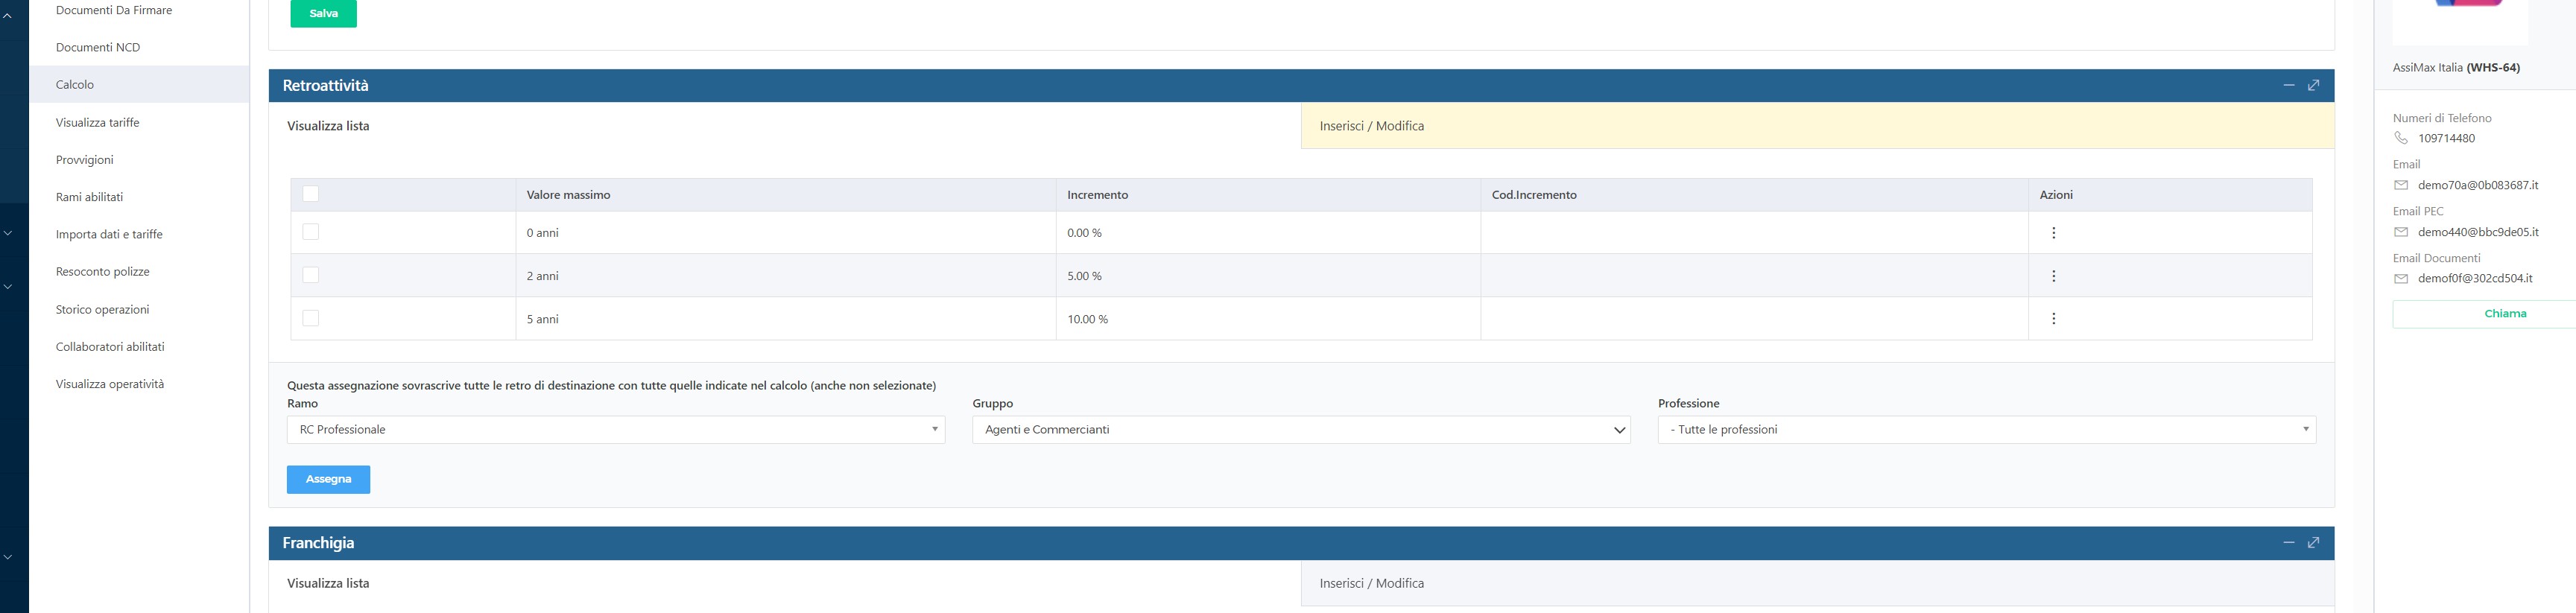 Documenti Da Firmare
Documenti NCD
Calcolo
Visualizza tariffe
Provvigioni
Rami abilitati
Importa dati e tariffe
Resoconto polizze
Storico operazioni
Collaboratori abilitati
Visualizza operatività
Salva
Retroattività
Visualizza lista
Inserisci / Modifica
Valore massimo Incremento Cod.Incremento Azioni
0 anni 0.00 %
2 anni 5.00 %
5 anni 10.00 %
Questa assegnazione sovrascrive tutte le retro di destinazione con tutte quelle indicate nel calcolo (anche non selezionate)
Ramo Gruppo Professione
RC Professionale Agenti e Commercianti - Tutte le professioni
Assegna
Franchigia
Visualizza lista
Inserisci / Modifica
AssiMax Italia (WHS-64)
Numeri di Telefono
109714480
Email
demo70a@0b083687.it
Email PEC
demo440@bbc9de05.it
Email Documenti
demof0f@302cd504.it
Chiama